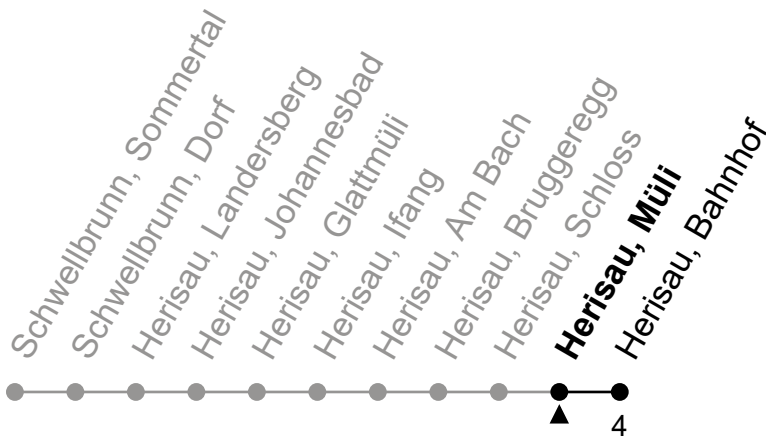 Schwellbrunn, Sommertal
Schwellbrunn, Dorf
Herisau, Landersberg
Herisau, Johannesbad
Herisau, Glattmüli
Herisau, Ifang
Herisau, Am Bach
Herisau, Bruggeregg
Herisau, Schloss
Herisau, Müli
Herisau, Bahnhof
4